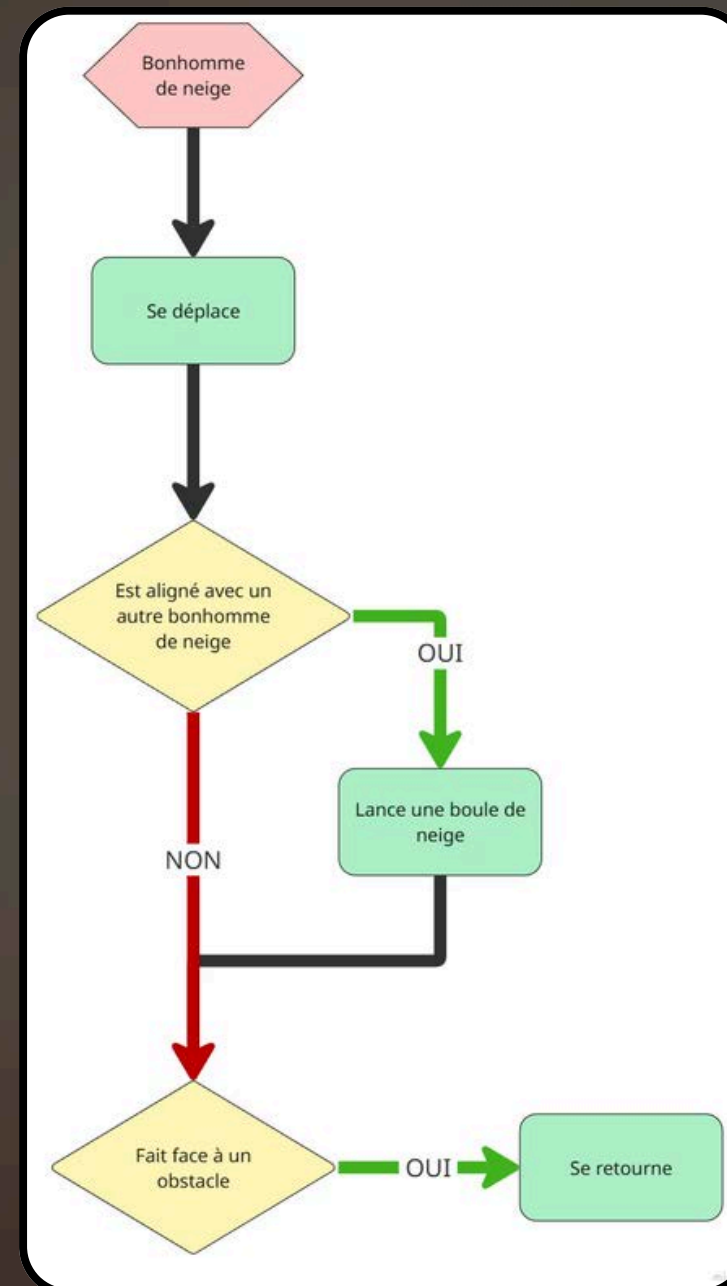 Bonhomme
de neige
Se déplace
Est aligné avec un
autre bonhomme
de neige
OUI
Lance une boule de
neige
NON
Fait face à un
obstacle
OUI
Se retourne